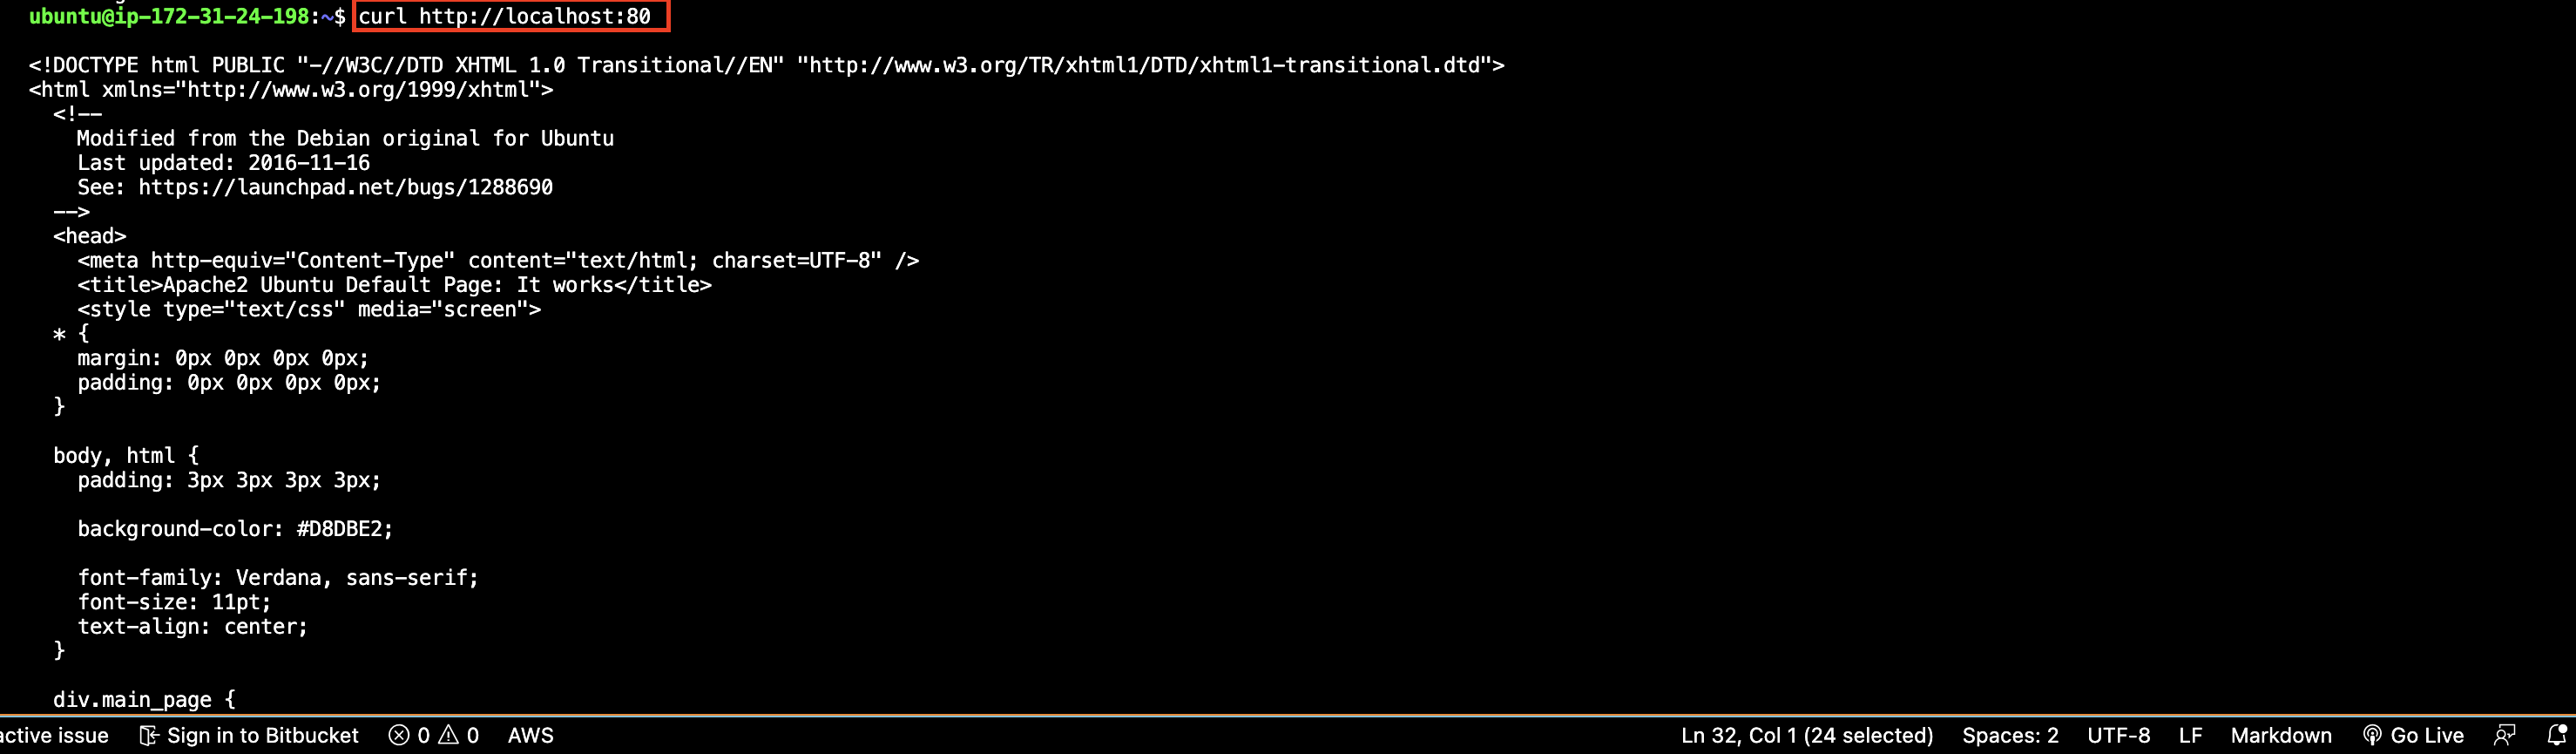 ubuntu@ip-172-31-24-198:~$ curl http://localhost:80
<!DOCTYPE html PUBLIC "-//W3C//DTD XHTML 1.0 Transitional//EN" "http://www.w3.org/TR/xhtml1/DTD/xhtml1-transitional.dtd">
<html xmlns="http://www.w3.org/1999/xhtml">
<!--
Modified from the Debian original for Ubuntu
Last updated: 2016-11-16
See: https://launchpad.net/bugs/1288690
-->
<head>
<meta http-equiv="Content-Type" content="text/html; charset=UTF-8" />
<title>Apache2 Ubuntu Default Page: It works</title>
<style type="text/css" media="screen">
* {
margin: 0px 0px 0px 0px;
padding: 0px 0px 0px 0px;
}
body, html {
padding: 3px 3px 3px 3px;
background-color: #D8DBE2;
font-family: Verdana, sans-serif;
font-size: 11pt;
text-align: center;
}
div.main_page {
active issue Sign in to Bitbucket 0 0 AWS Ln 32, Col 1 (24 selected) Spaces: 2 UTF-8 LF Markdown Go Live